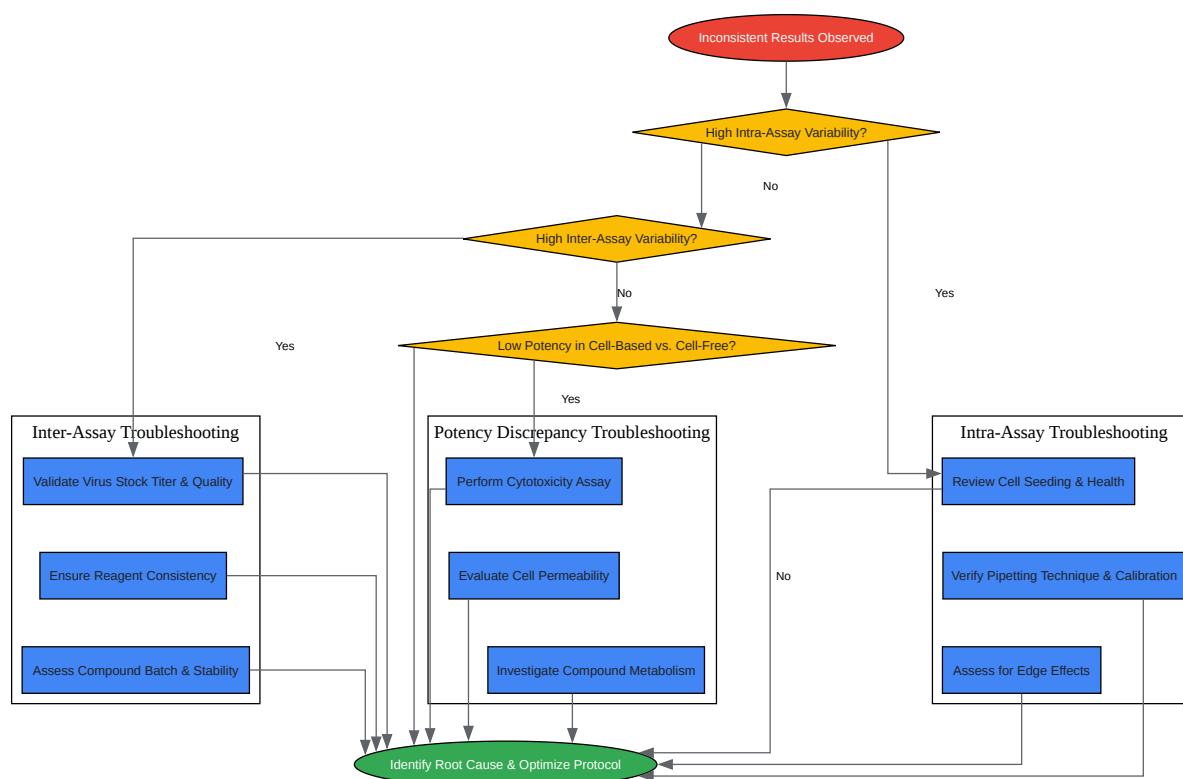 Inconsistent Results Observed
High Intra-Assay Variability?
No
High Inter-Assay Variability?
No
Yes
Low Potency in Cell-Based vs. Cell-Free?
Yes
Yes
Inter-Assay Troubleshooting
Potency Discrepancy Troubleshooting
Intra-Assay Troubleshooting
Validate Virus Stock Titer & Quality
Perform Cytotoxicity Assay
Review Cell Seeding & Health
Ensure Reagent Consistency
Evaluate Cell Permeability
No
Verify Pipetting Technique & Calibration
Assess Compound Batch & Stability
Investigate Compound Metabolism
Assess for Edge Effects
Identify Root Cause & Optimize Protocol